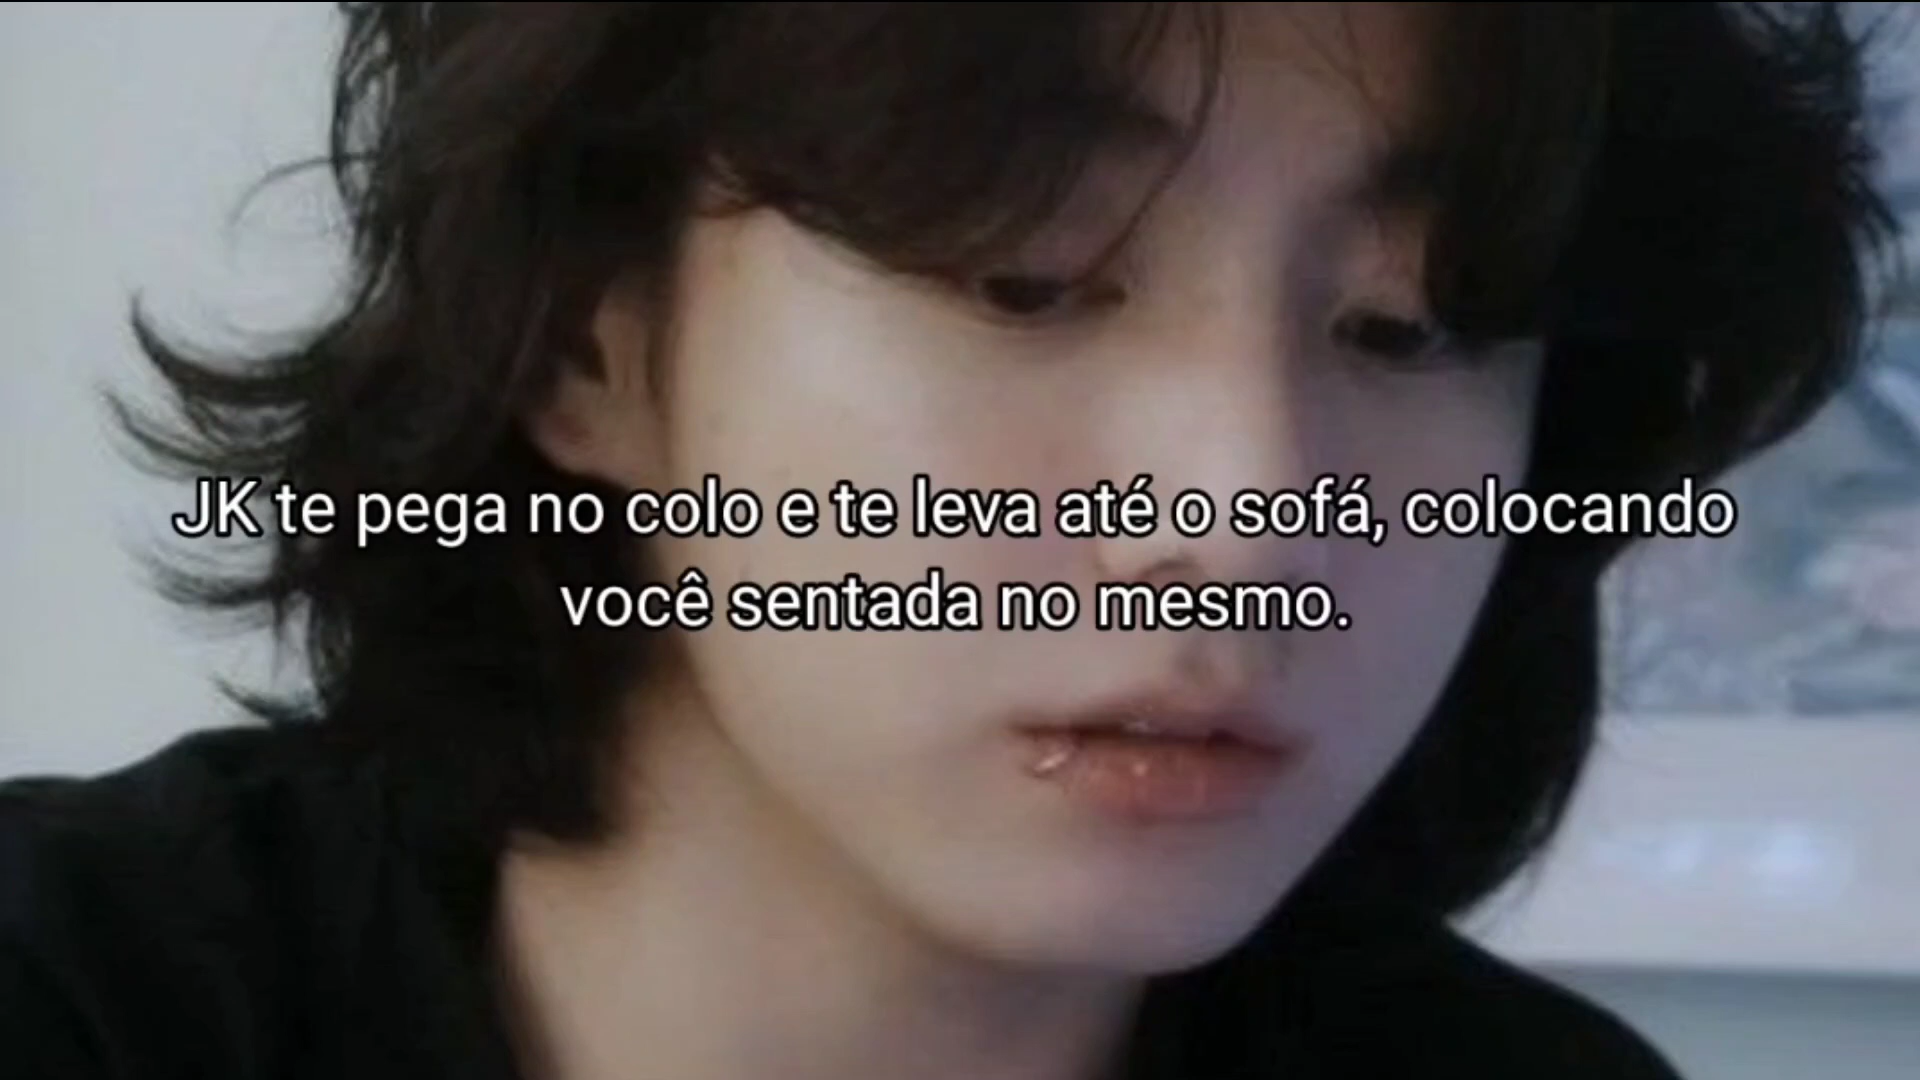 JK te pega no colo e te leva até o sofá, colocando
você sentada no mesmo.